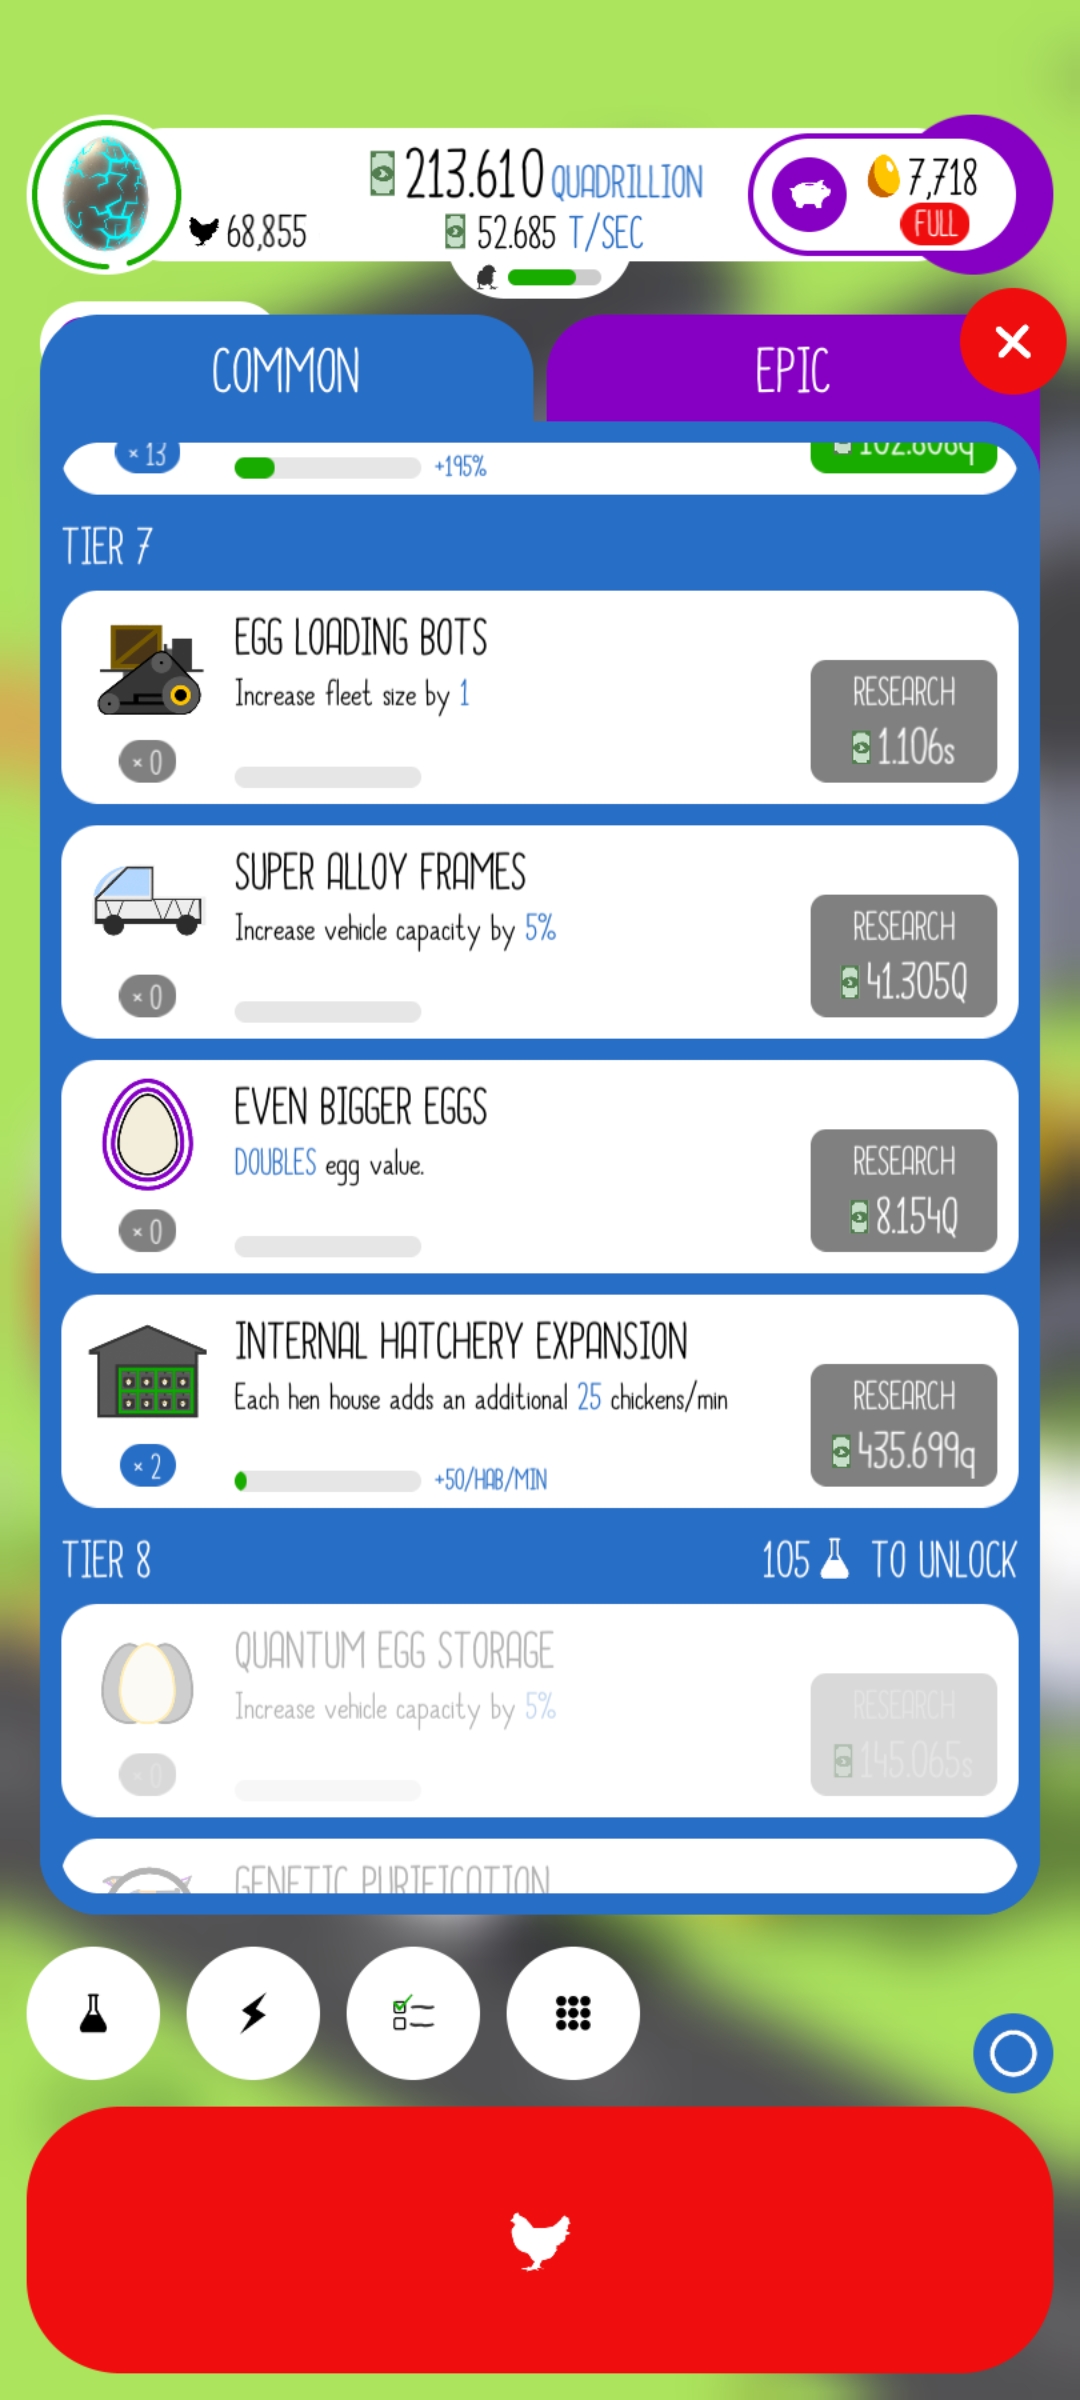 213.610 QUADRILLION
68,855
52.685 T/SEC
7,718
FULL
COMMON
EPIC
× 13
+195%
102.808q
TIER 7
EGG LOADING BOTS
Increase fleet size by 1
RESEARCH
1.106s
× 0
SUPER ALLOY FRAMES
Increase vehicle capacity by 5%
RESEARCH
41.305Q
× 0
EVEN BIGGER EGGS
DOUBLES egg value.
RESEARCH
8.154Q
× 0
INTERNAL HATCHERY EXPANSION
Each hen house adds an additional 25 chickens/min
RESEARCH
435.699q
× 2
+50/HAB/MIN
TIER 8
105 TO UNLOCK
QUANTUM EGG STORAGE
Increase vehicle capacity by 5%
RESEARCH
145.065s
× 0
GENETIC PURIFICATION